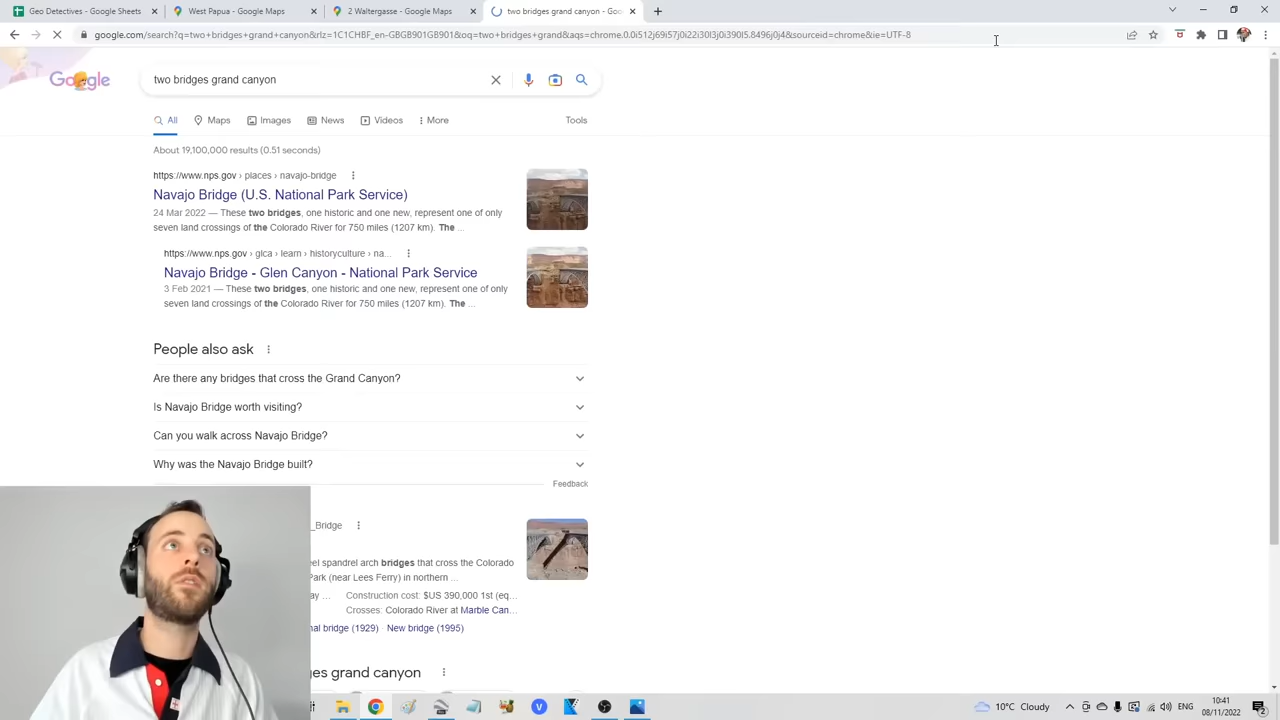 Geo Detectives - Google Sheets
2 Waltergasse - Google Maps
two bridges grand canyon - Goo
google.com/search?q=two+bridges+grand+canyon&rlz=1C1CHBF_en-GBGB901GB901&oq=two+bridges+grand&aqs=chrome.0.0i512j69i57j0i22i30l3j0i390l5.8496j0j4&sourceid=chrome&ie=UTF-8
Google
two bridges grand canyon
All Maps Images News Videos More Tools
About 19,100,000 results (0.51 seconds)
https://www.nps.gov › places › navajo-bridge
Navajo Bridge (U.S. National Park Service)
24 Mar 2022 — These two bridges, one historic and one new, represent one of only
seven land crossings of the Colorado River for 750 miles (1207 km). The ...
https://www.nps.gov › glca › learn › historyculture › na...
Navajo Bridge - Glen Canyon - National Park Service
3 Feb 2021 — These two bridges, one historic and one new, represent one of only
seven land crossings of the Colorado River for 750 miles (1207 km). The ...
People also ask
Are there any bridges that cross the Grand Canyon?
Is Navajo Bridge worth visiting?
Can you walk across Navajo Bridge?
Why was the Navajo Bridge built?
Feedback
_Bridge
eel spandrel arch bridges that cross the Colorado
Park (near Lees Ferry) in northern ...
ay ... Construction cost: $US 390,000 1st (eq...
Crosses: Colorado River at Marble Can...
nal bridge (1929) · New bridge (1995)
ges grand canyon
10°C Cloudy
ENG
10:41
08/11/2022